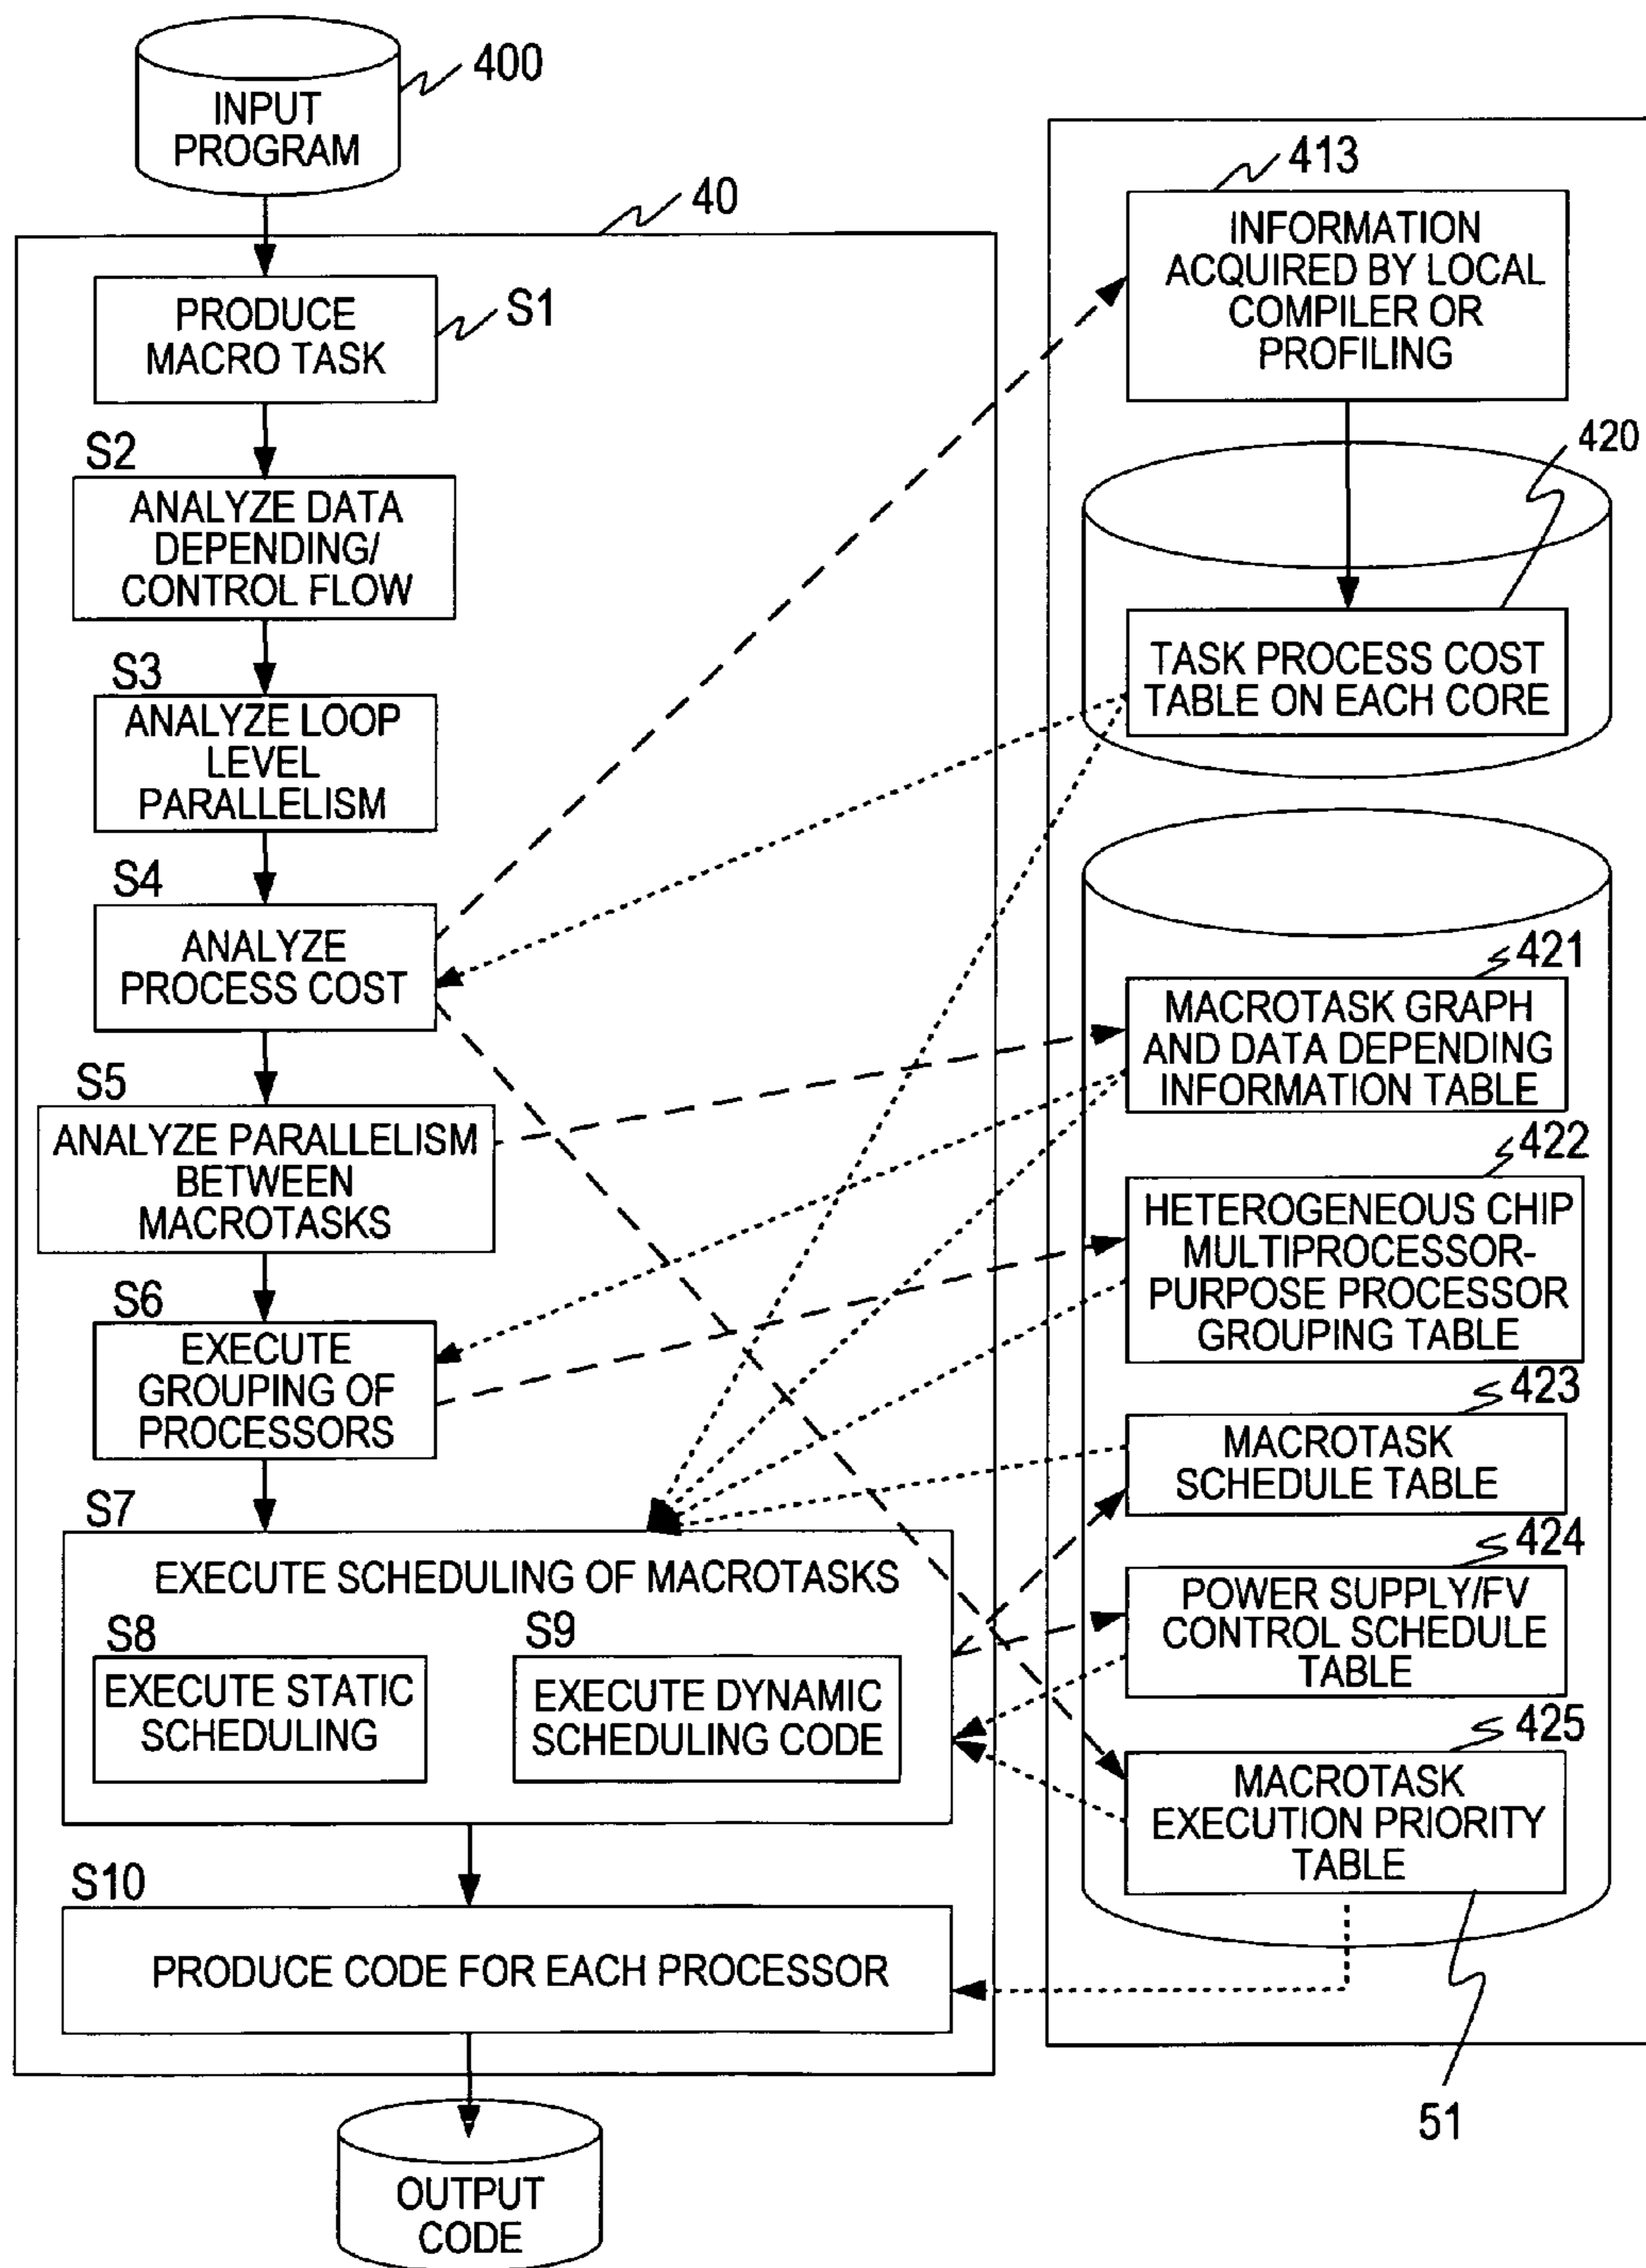 INPUT
PROGRAM
400
40
PRODUCE
MACRO TASK
S1
S2
ANALYZE DATA
DEPENDING/
CONTROL FLOW
S3
ANALYZE LOOP
LEVEL
PARALLELISM
S4
ANALYZE
PROCESS COST
S5
ANALYZE PARALLELISM
BETWEEN
MACROTASKS
S6
EXECUTE
GROUPING OF
PROCESSORS
S7
EXECUTE SCHEDULING OF MACROTASKS
S8
EXECUTE STATIC
SCHEDULING
S9
EXECUTE DYNAMIC
SCHEDULING CODE
S10
PRODUCE CODE FOR EACH PROCESSOR
OUTPUT
CODE
413
INFORMATION
ACQUIRED BY LOCAL
COMPILER OR
PROFILING
420
TASK PROCESS COST
TABLE ON EACH CORE
421
MACROTASK GRAPH
AND DATA DEPENDING
INFORMATION TABLE
422
HETEROGENEOUS CHIP
MULTIPROCESSOR-
PURPOSE PROCESSOR
GROUPING TABLE
423
MACROTASK
SCHEDULE TABLE
424
POWER SUPPLY/FV
CONTROL SCHEDULE
TABLE
425
MACROTASK
EXECUTION PRIORITY
TABLE
51